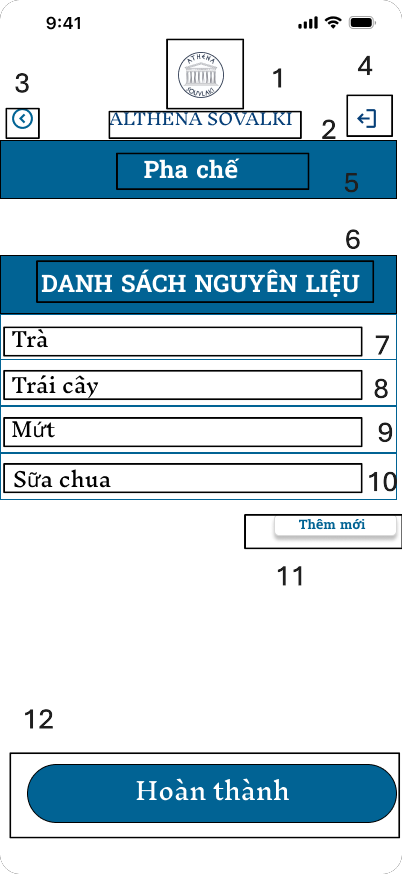 9:41
ATHENA
SOUVLAKI
1
3
4
ALTHENA SOVALKI
2
Pha chế
5
6
DANH SÁCH NGUYÊN LIỆU
Trà
7
Trái cây
8
Mứt
9
Sữa chua
10
Thêm mới
11
12
Hoàn thành